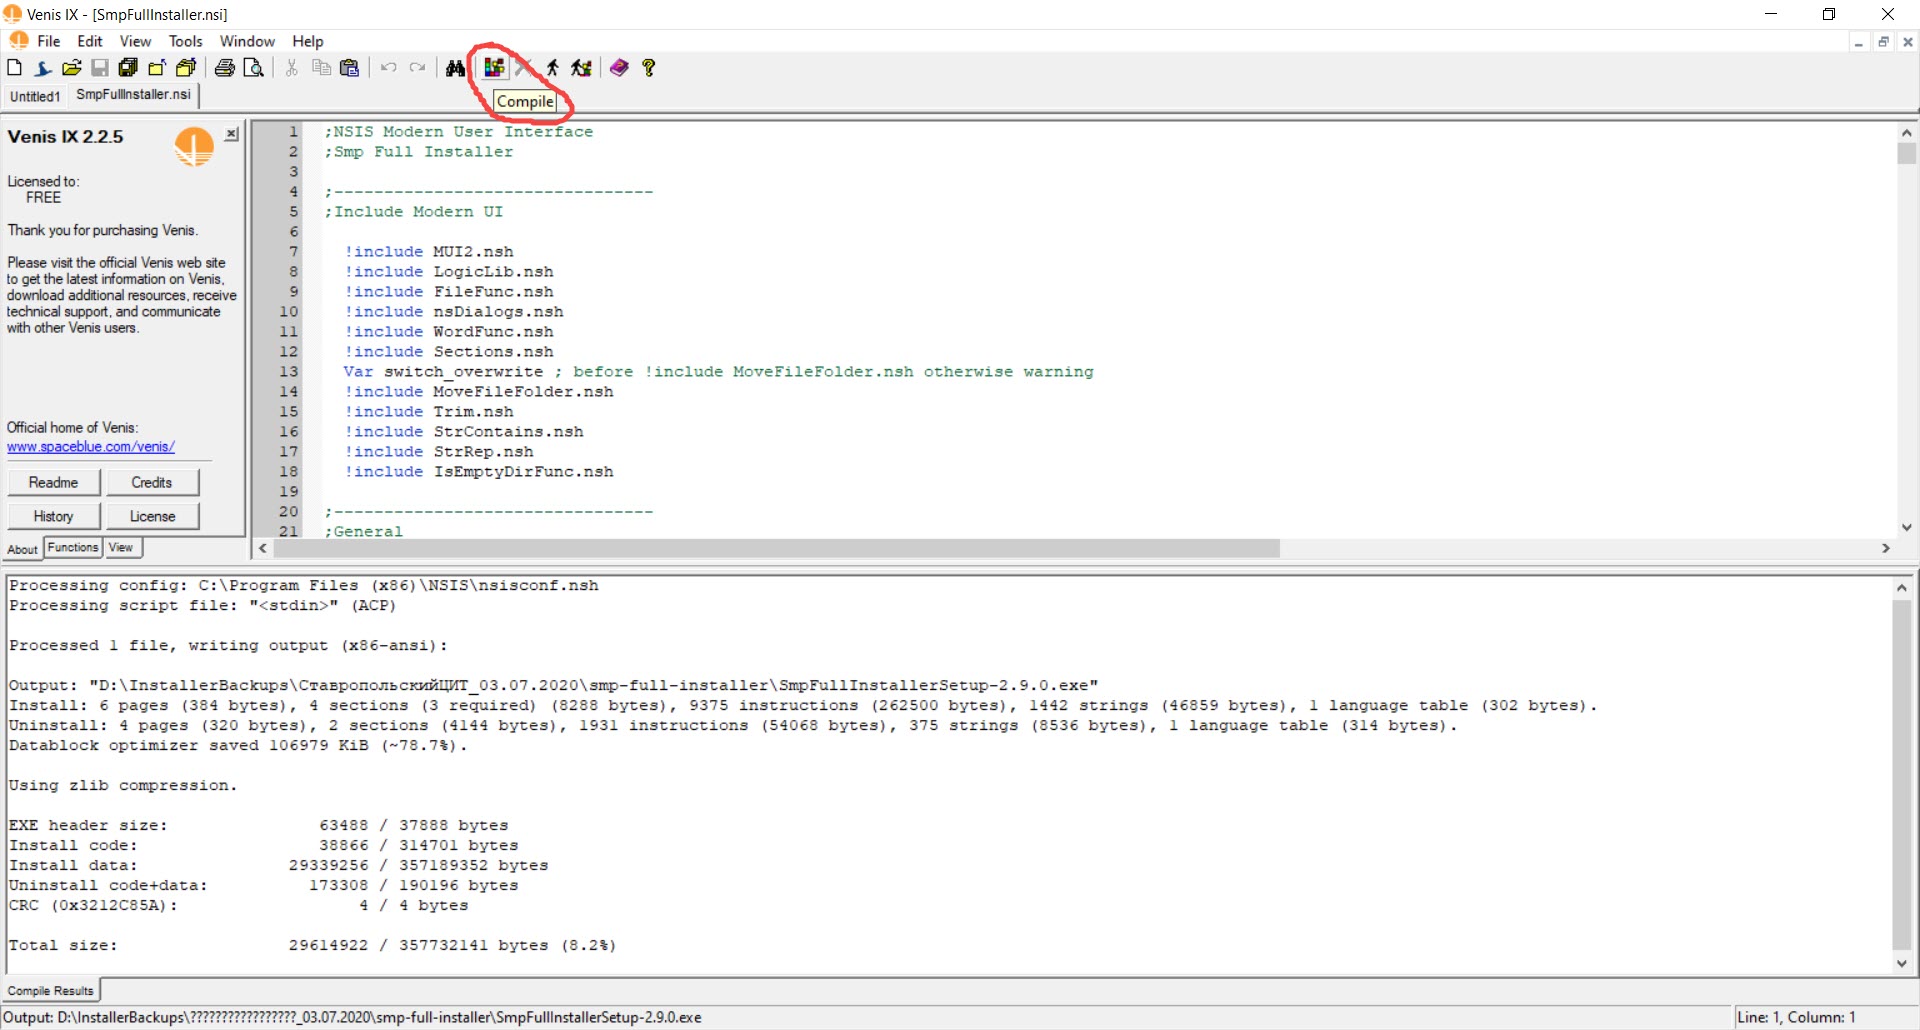 Venis IX - [SmpFullInstaller.nsi]
File Edit View Tools Window Help
Compile
Untitled1 SmpFullInstaller.nsi
Venis IX 2.2.5
Licensed to:
FREE
Thank you for purchasing Venis.
Please visit the official Venis web site
to get the latest information on Venis,
download additional resources, receive
technical support, and communicate
with other Venis users.
Official home of Venis:
www.spaceblue.com/venis/
Readme Credits
History License
About Functions View
1 ;NSIS Modern User Interface
2 ;Smp Full Installer
3
4 ;--------------------------------
5 ;Include Modern UI
6
7 !include MUI2.nsh
8 !include LogicLib.nsh
9 !include FileFunc.nsh
10 !include nsDialogs.nsh
11 !include WordFunc.nsh
12 !include Sections.nsh
13 Var switch_overwrite ; before !include MoveFileFolder.nsh otherwise warning
14 !include MoveFileFolder.nsh
15 !include Trim.nsh
16 !include StrContains.nsh
17 !include StrRep.nsh
18 !include IsEmptyDirFunc.nsh
19
20 ;--------------------------------
21 ;General
Processing config: C:\Program Files (x86)\NSIS\nsisconf.nsh
Processing script file: "<stdin>" (ACP)
Processed 1 file, writing output (x86-ansi):
Output: "D:\InstallerBackups\СтавропольскийЦИТ_03.07.2020\smp-full-installer\SmpFullInstallerSetup-2.9.0.exe"
Install: 6 pages (384 bytes), 4 sections (3 required) (8288 bytes), 9375 instructions (262500 bytes), 1442 strings (46859 bytes), 1 language table (302 bytes).
Uninstall: 4 pages (320 bytes), 2 sections (4144 bytes), 1931 instructions (54068 bytes), 375 strings (8536 bytes), 1 language table (314 bytes).
Datablock optimizer saved 106979 KiB (~78.7%).
Using zlib compression.
EXE header size: 63488 / 37888 bytes
Install code: 38866 / 314701 bytes
Install data: 29339256 / 357189352 bytes
Uninstall code+data: 173308 / 190196 bytes
CRC (0x3212C85A): 4 / 4 bytes
Total size: 29614922 / 357732141 bytes (8.2%)
Compile Results
Output: D:\InstallerBackups\?????????????????_03.07.2020\smp-full-installer\SmpFullInstallerSetup-2.9.0.exe Line: 1, Column: 1